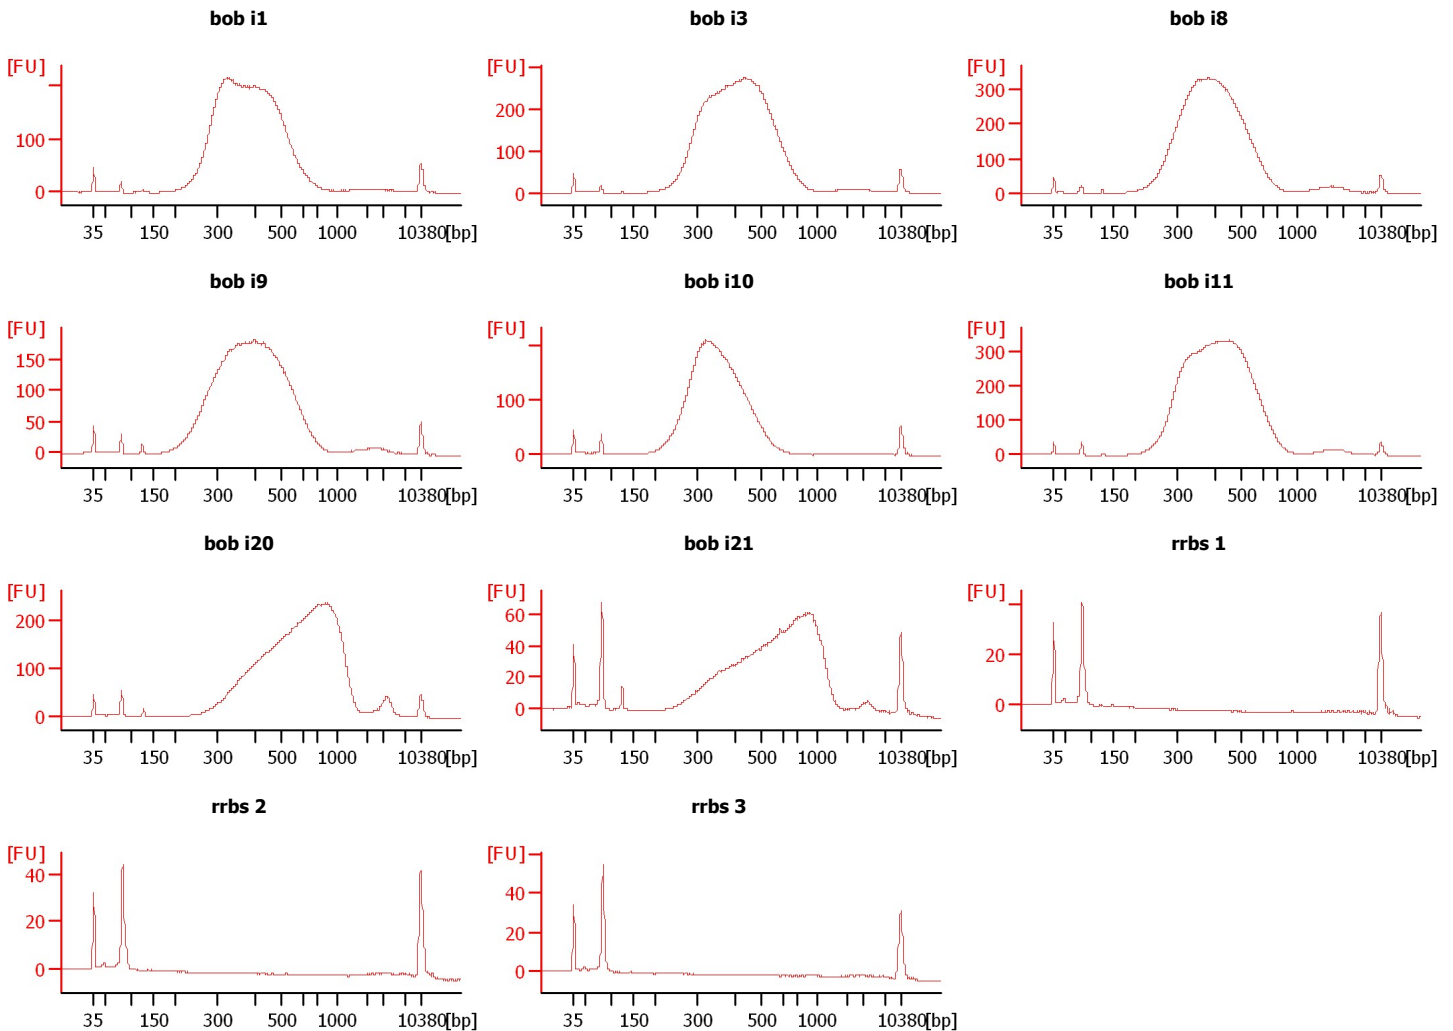 bob i1 bob i3 bob i8
[FU] [FU] [FU]
100 0
200 100 0
300 200 100 0
35 150 300 500 1000 10380[bp] 35 150 300 500 1000 10380[bp] 35 150 300 500 1000 10380[bp]
bob i9 bob i10 bob i11
[FU] [FU] [FU]
150 100 50 0
100 0
300 200 100 0
35 150 300 500 1000 10380[bp] 35 150 300 500 1000 10380[bp] 35 150 300 500 1000 10380[bp]
bob i20 bob i21 rrbs 1
[FU] [FU] [FU]
200 100 0
60 40 20 0
20 0
35 150 300 500 1000 10380[bp] 35 150 300 500 1000 10380[bp] 35 150 300 500 1000 10380[bp]
rrbs 2 rrbs 3
[FU] [FU]
40 20 0
40 20 0
35 150 300 500 1000 10380[bp] 35 150 300 500 1000 10380[bp]